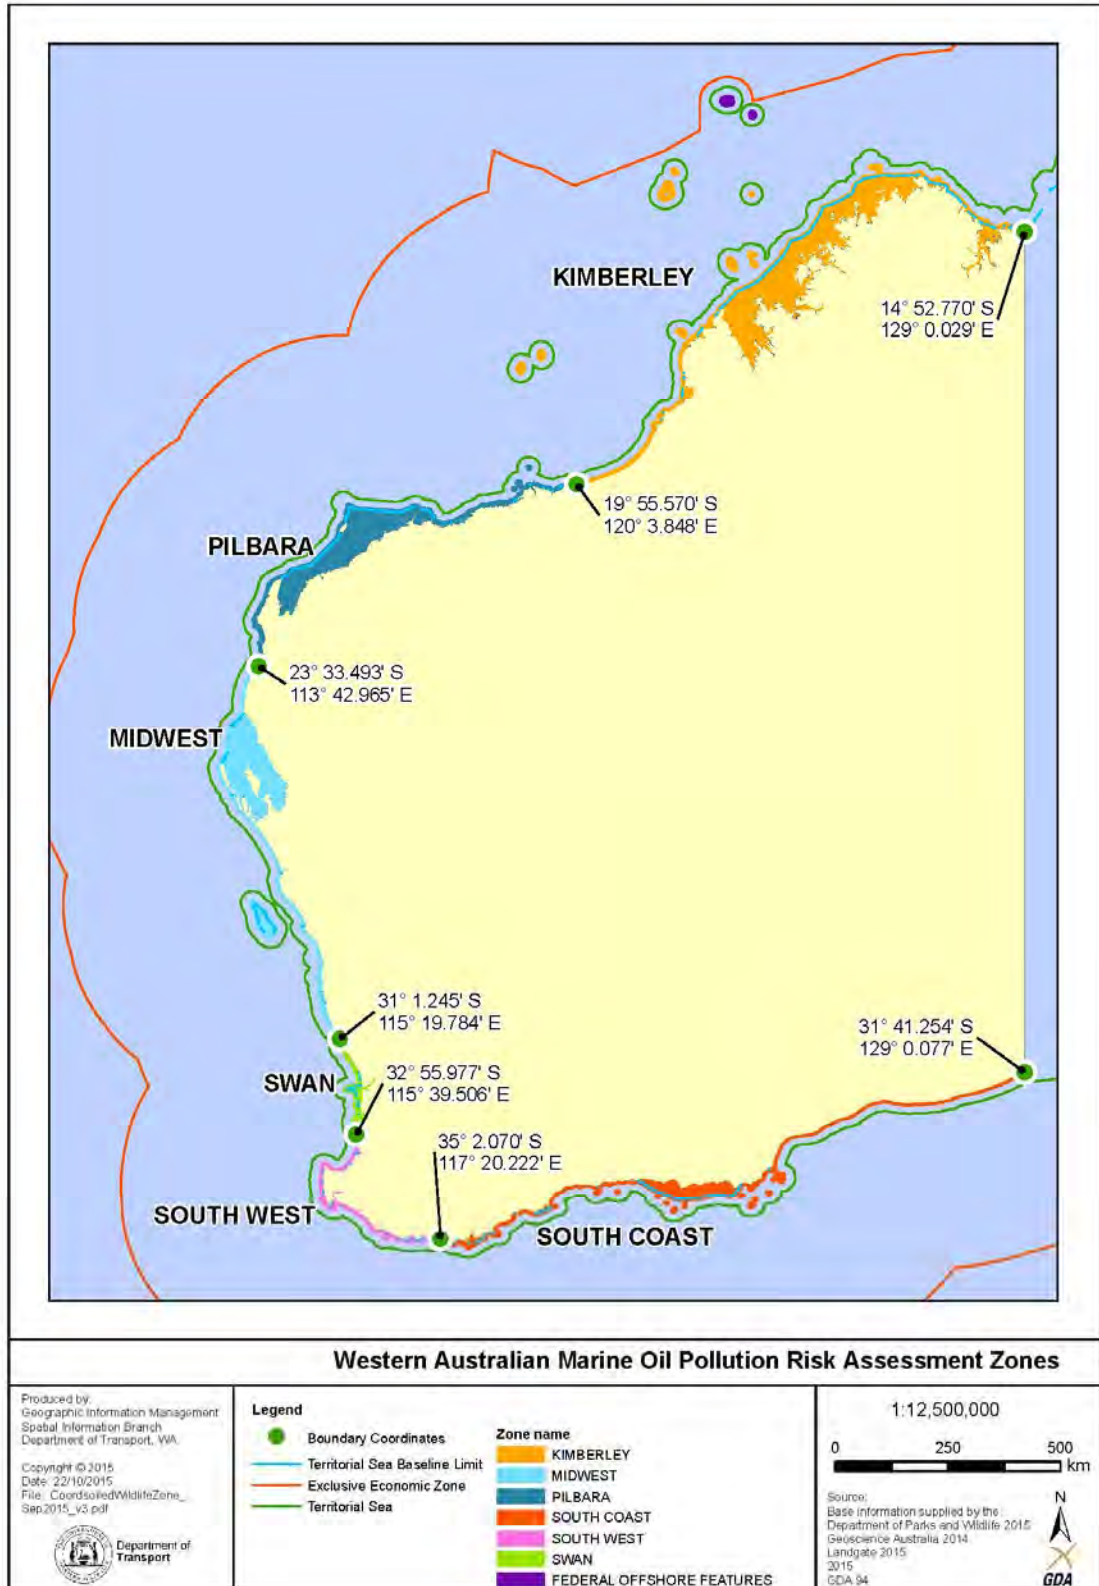 KIMBERLEY
14° 52.770' S
129° 0.029' E
19° 55.570' S
120° 3.848' E
PILBARA
23° 33.493' S
113° 42.965' E
MIDWEST
31° 1.245' S
115° 19.784' E
31° 41.254' S
129° 0.077' E
SWAN
32° 55.977' S
115° 39.506' E
35° 2.070' S
117° 20.222' E
SOUTH WEST
SOUTH COAST
Western Australian Marine Oil Pollution Risk Assessment Zones
Produced by:
Geographic Information Management
Spatial Information Branch
Department of Transport, WA.
Copyright © 2015
Date: 22/10/2015
File: CoordsoiledWildlifeZone_
Sep2015_v3.pdf
Department of
Transport
Legend
Boundary Coordinates
Territorial Sea Baseline Limit
Exclusive Economic Zone
Territorial Sea
Zone name
KIMBERLEY
MIDWEST
PILBARA
SOUTH COAST
SOUTH WEST
SWAN
FEDERAL OFFSHORE FEATURES
1:12,500,000
0 250 500
km
Source:
Base information supplied by the
Department of Parks and Wildlife 2015
Geoscience Australia 2014
Landgate 2015
2015
GDA 94
N
GDA